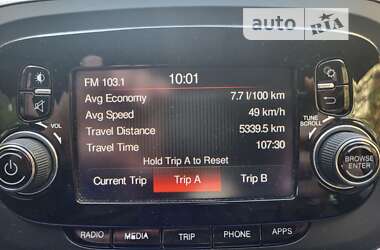 auto RIA
FM 103.1 10:01
Avg Economy 7.7 l/100 km
Avg Speed 49 km/h
Travel Distance 5339.5 km
Travel Time 107:30
Hold Trip A to Reset
Current Trip Trip A Trip B
VOL
TUNE
SCROLL
BROWSE
ENTER
RADIO MEDIA TRIP PHONE APPS